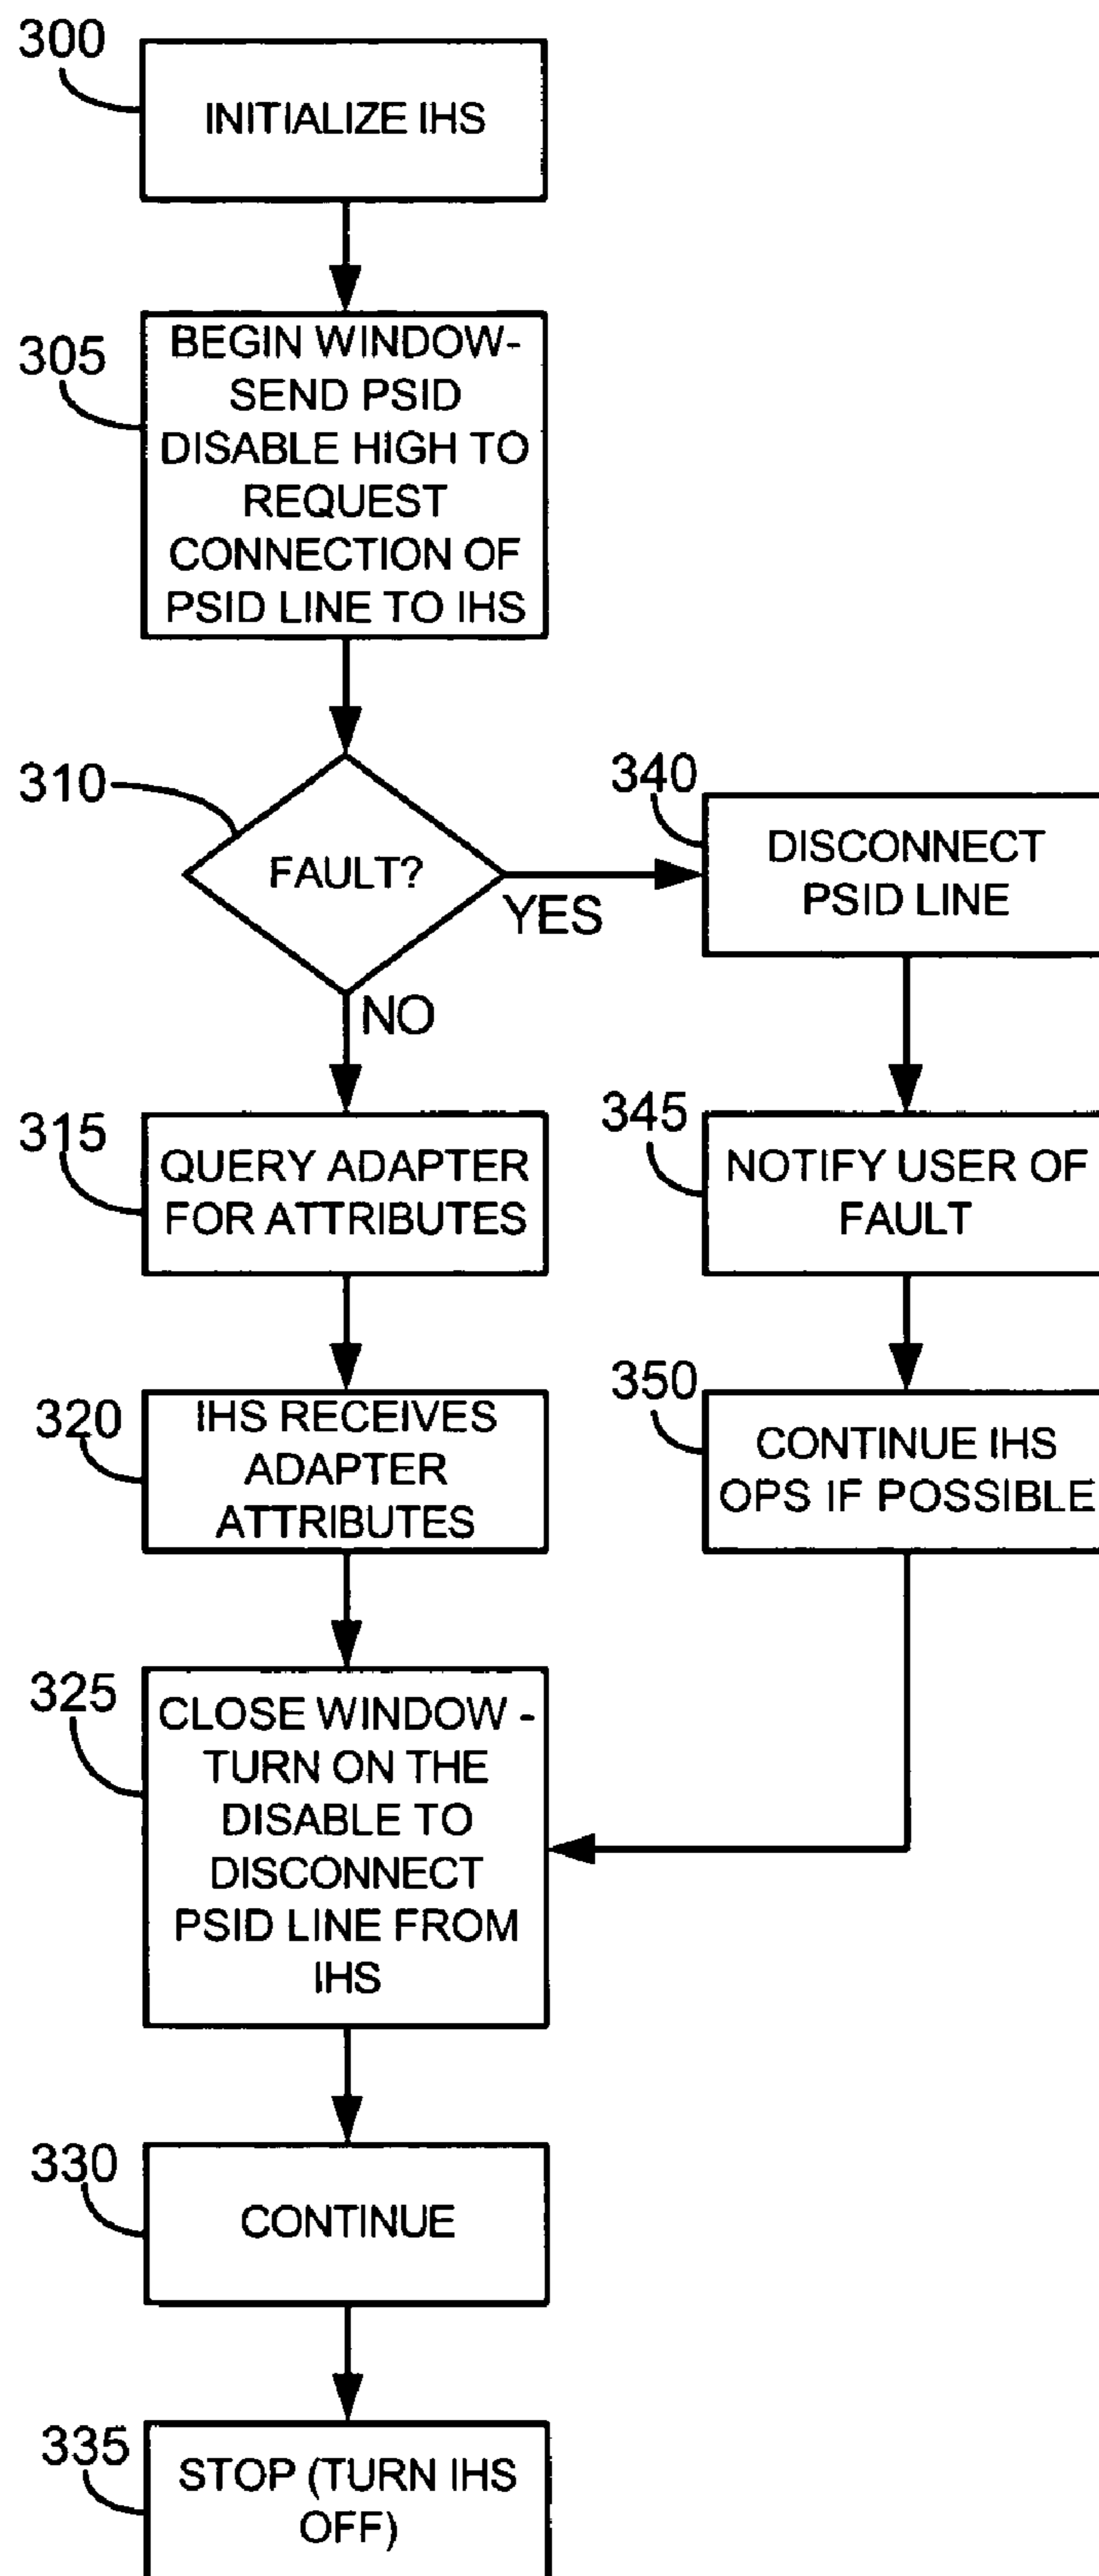 300
INITIALIZE IHS
305
BEGIN WINDOW-
SEND PSID
DISABLE HIGH TO
REQUEST
CONNECTION OF
PSID LINE TO IHS
310
FAULT?
YES
NO
340
DISCONNECT
PSID LINE
315
QUERY ADAPTER
FOR ATTRIBUTES
345
NOTIFY USER OF
FAULT
320
IHS RECEIVES
ADAPTER
ATTRIBUTES
350
CONTINUE IHS
OPS IF POSSIBLE
325
CLOSE WINDOW -
TURN ON THE
DISABLE TO
DISCONNECT
PSID LINE FROM
IHS
330
CONTINUE
335
STOP (TURN IHS
OFF)